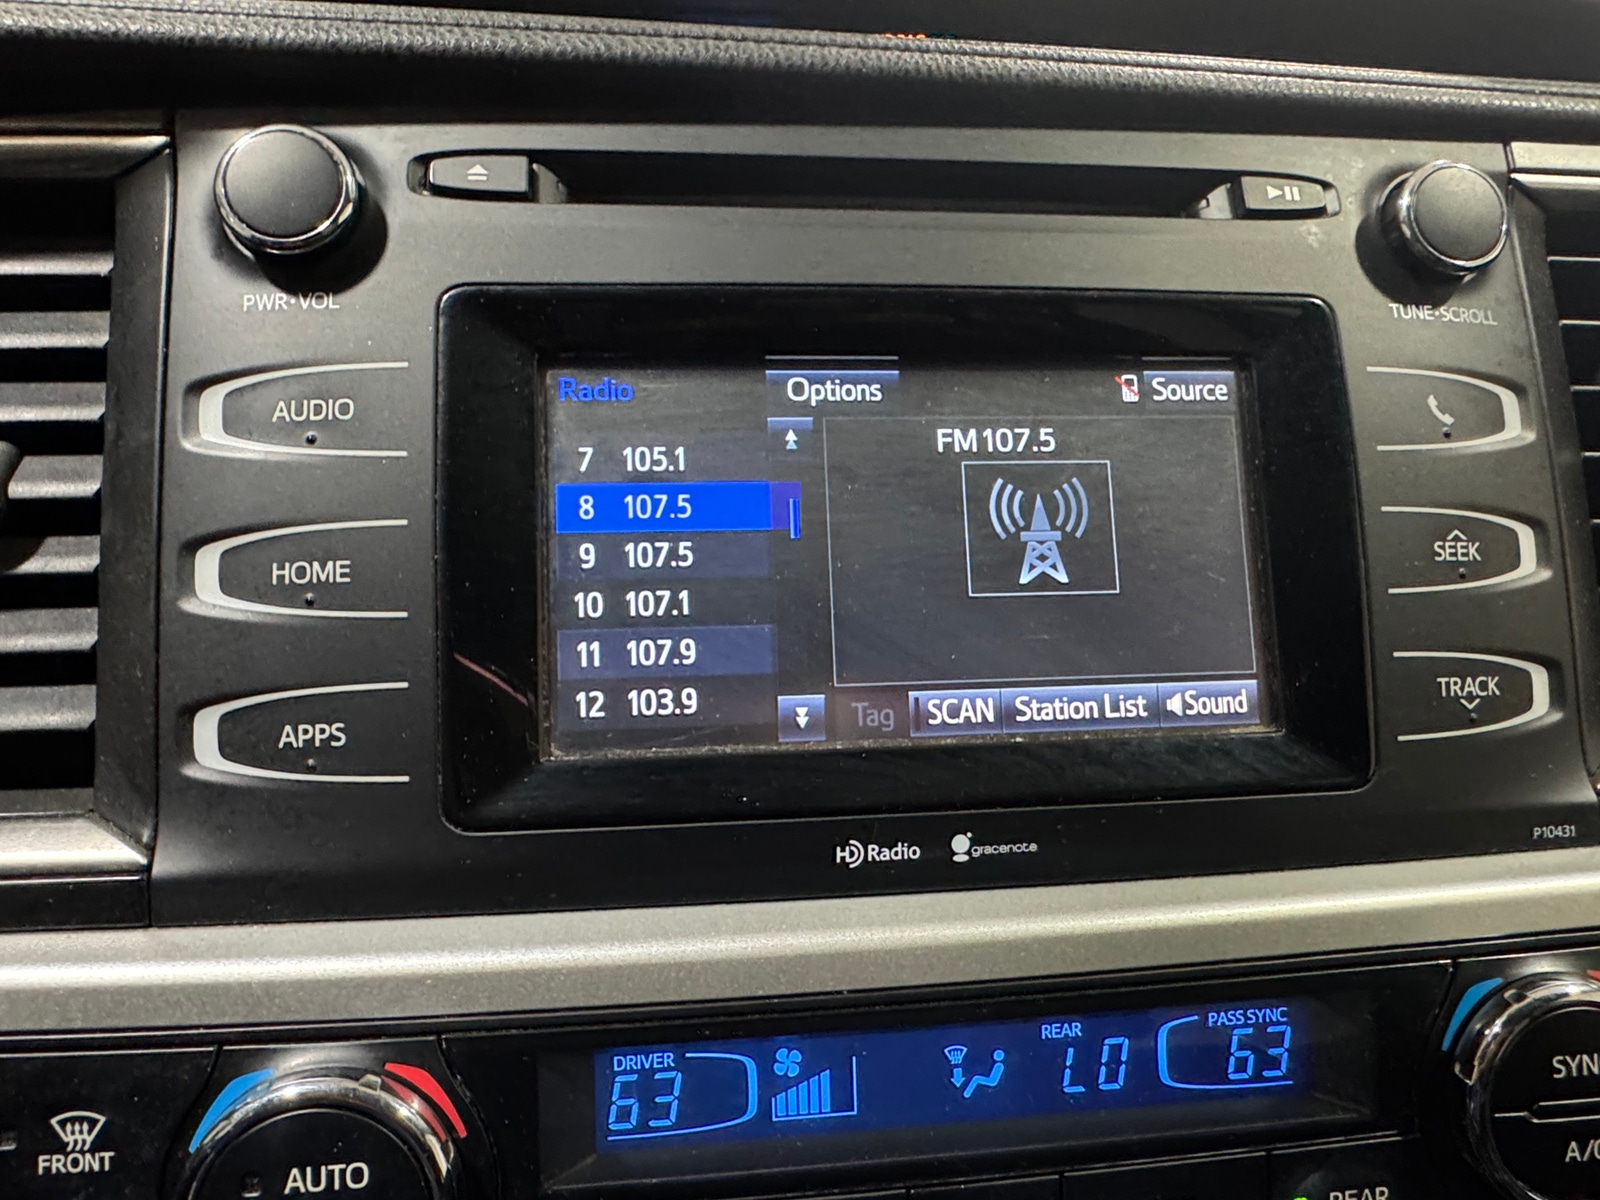 PWR•VOL
TUNE•SCROLL
AUDIO
HOME
APPS
SEEK
TRACK
Radio
Options
Source
7 105.1
8 107.5
9 107.5
10 107.1
11 107.9
12 103.9
FM 107.5
Tag
SCAN
Station List
Sound
HD Radio
gracenote
P10431
DRIVER
63
REAR
LO
PASS SYNC
63
FRONT
AUTO
SYN
A/C
REAR